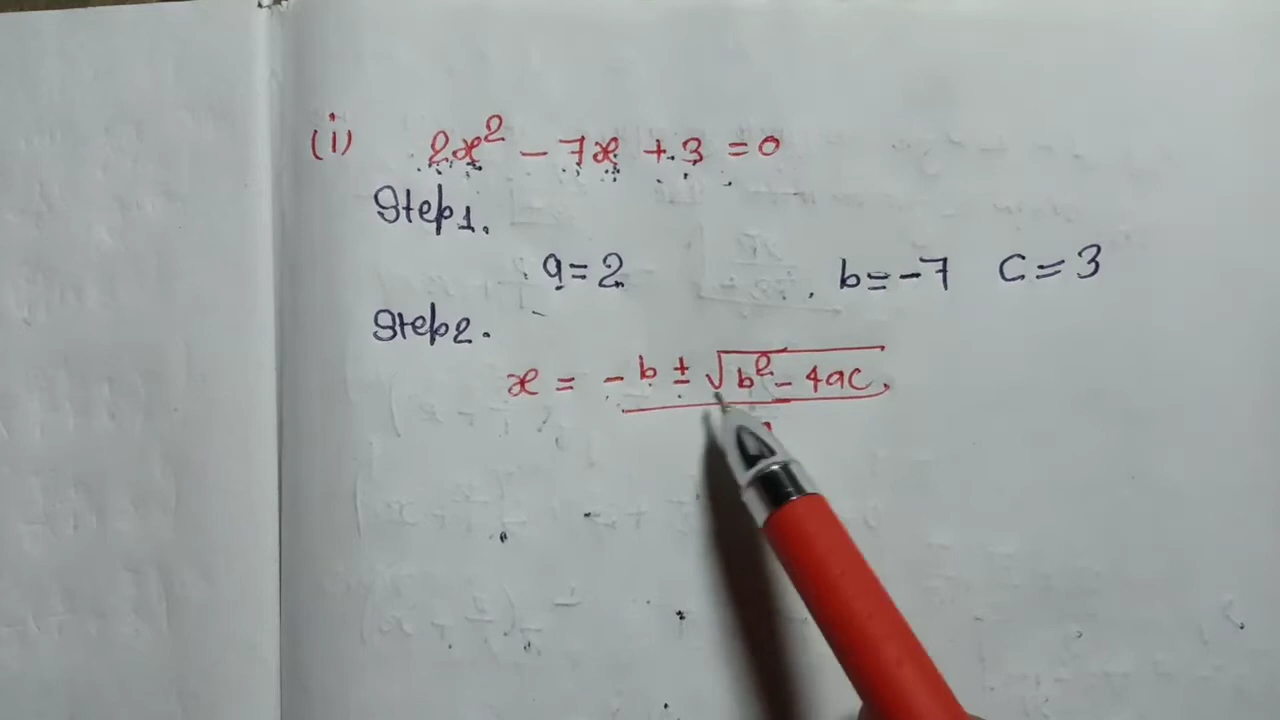 (i) 2x² - 7x + 3 = 0
Step1.
a = 2, b = -7 c = 3
Step2.
x = -b ± √b² - 4ac